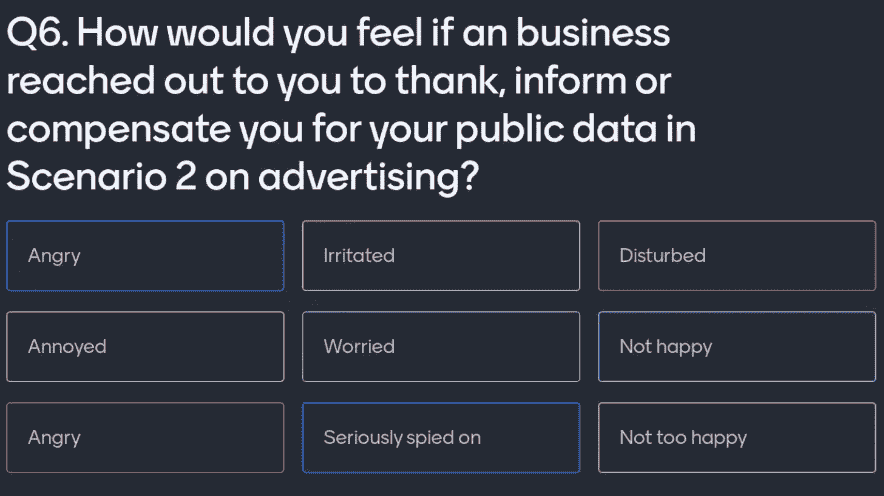 Q6. How would you feel if an business
reached out to you to thank, inform or
compensate you for your public data in
Scenario 2 on advertising?
Angry
Irritated
Disturbed
Annoyed
Worried
Not happy
Angry
Seriously spied on
Not too happy